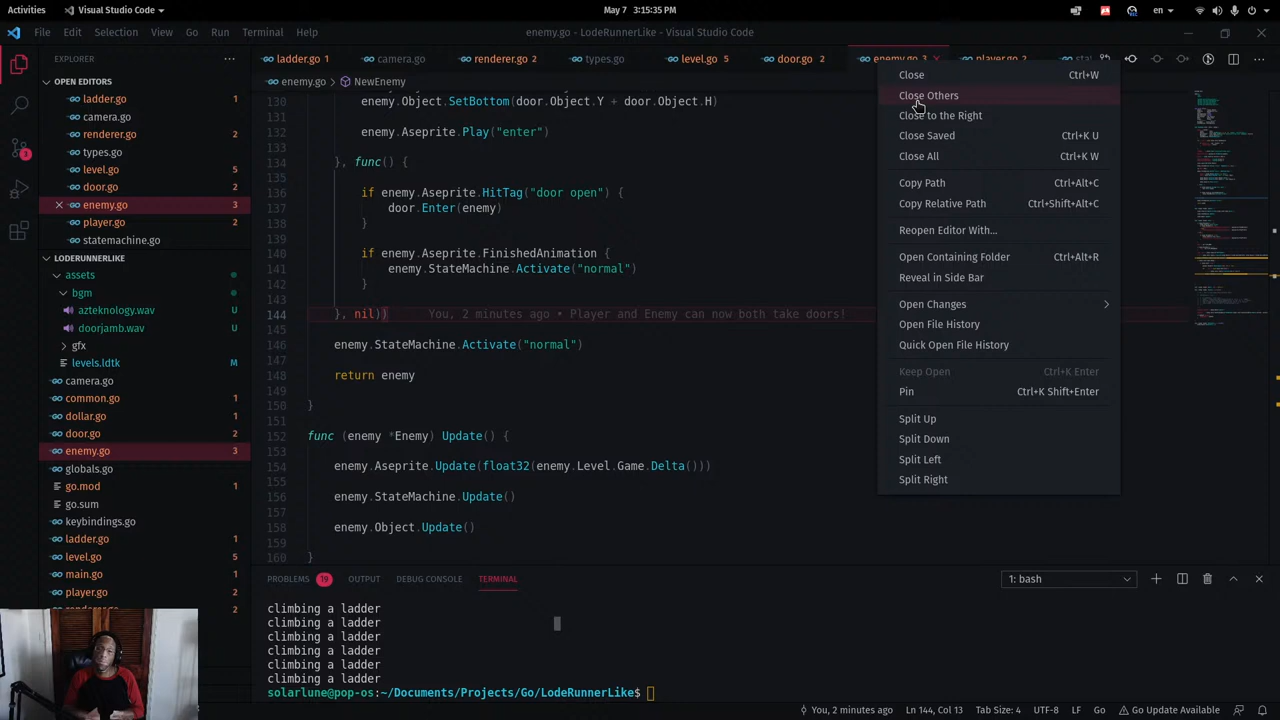 Activities
Visual Studio Code
May 7 3:15:35 PM
en
File Edit Selection View Go Run Terminal Help
enemy.go - LodeRunnerLike - Visual Studio Code
EXPLORER
OPEN EDITORS
ladder.go 1
camera.go
renderer.go 2
types.go
level.go 5
door.go 2
enemy.go 3
player.go 2
statemachine.go
LODERUNNERLIKE
assets
bgm
azteknology.wav
doorjamb.wav
gfx
levels.ldtk
camera.go
common.go
dollar.go
door.go 2
enemy.go 3
globals.go
go.mod 2
go.sum
keybindings.go
ladder.go 1
level.go 5
main.go 1
player.go 2
renderer.go 2
ladder.go 1
camera.go
renderer.go 2
types.go
level.go 5
door.go 2
enemy.go 3
player.go 2
enemy.go > NewEnemy
130 enemy.Object.SetBottom(door.Object.Y + door.Object.H)
131
132 enemy.Aseprite.Play("enter")
133
134 }, func() {
135
136 if enemy.Aseprite.HitTag("door open") {
137 door.Enter(enemy)
138 }
139
140 if enemy.Aseprite.FinishedAnimation
141 enemy.StateMachine.Activate("normal")
142
143
144 }, nil)) You, 2 minutes ago • Player and Enemy can now both take doors!
145
146 enemy.StateMachine.Activate("normal")
147
148 return enemy
149
150 }
151
152 func (enemy *Enemy) Update() {
153
154 enemy.Aseprite.Update(float32(enemy.Level.Game.Delta()))
155
156 enemy.StateMachine.Update()
157
158 enemy.Object.Update()
159
160 }
Close Ctrl+W
Close Others
Close to the Right
Close Saved Ctrl+K U
Close All Ctrl+K W
Copy Path Ctrl+Alt+C
Copy Relative Path Ctrl+Shift+Alt+C
Reopen Editor With...
Open Containing Folder Ctrl+Alt+R
Reveal in Side Bar
Open Changes
Open File History
Quick Open File History
Keep Open Ctrl+K Enter
Pin Ctrl+K Shift+Enter
Split Up
Split Down
Split Left
Split Right
PROBLEMS 19 OUTPUT DEBUG CONSOLE TERMINAL
1: bash
climbing a ladder
climbing a ladder
climbing a ladder
climbing a ladder
climbing a ladder
climbing a ladder
solarlune@pop-os:~/Documents/Projects/Go/LodeRunnerLike$
You, 2 minutes ago Ln 144, Col 13 Tab Size: 4 UTF-8 LF Go Go Update Available